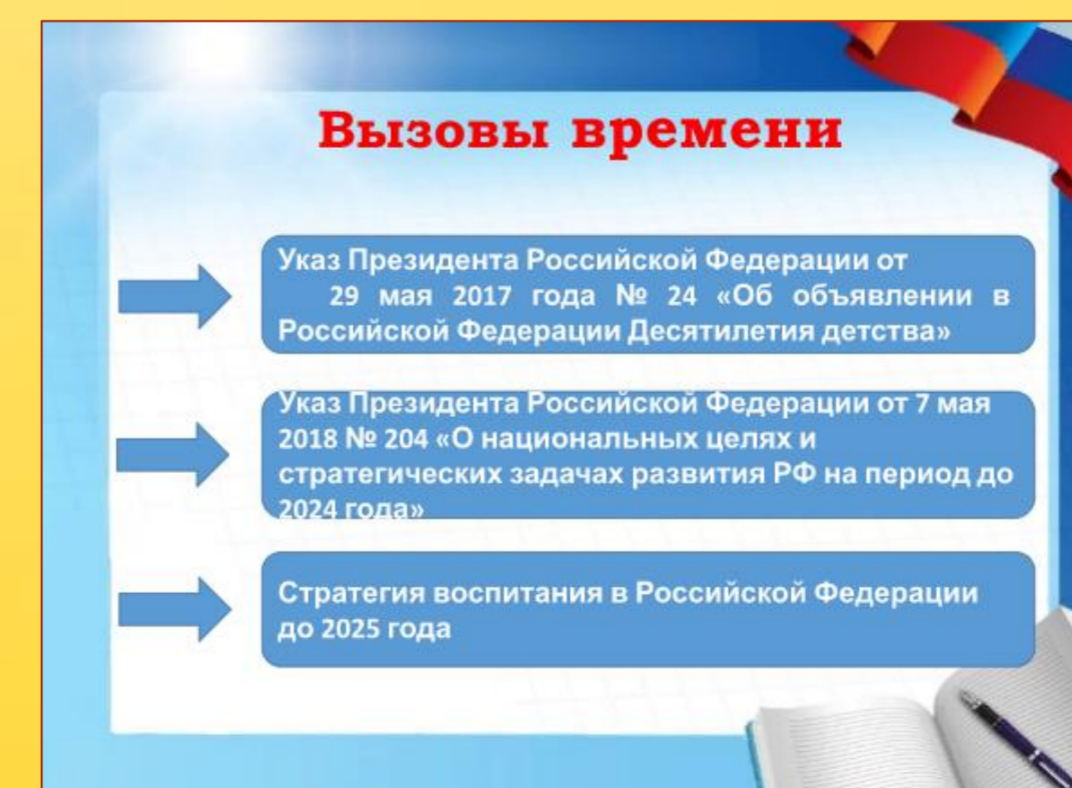 Вызовы времени
Указ Президента Российской Федерации от
29 мая 2017 года № 24 «Об объявлении в
Российской Федерации Десятилетия детства»
Указ Президента Российской Федерации от 7 мая
2018 № 204 «О национальных целях и
стратегических задачах развития РФ на период до
2024 года»
Стратегия воспитания в Российской Федерации
до 2025 года